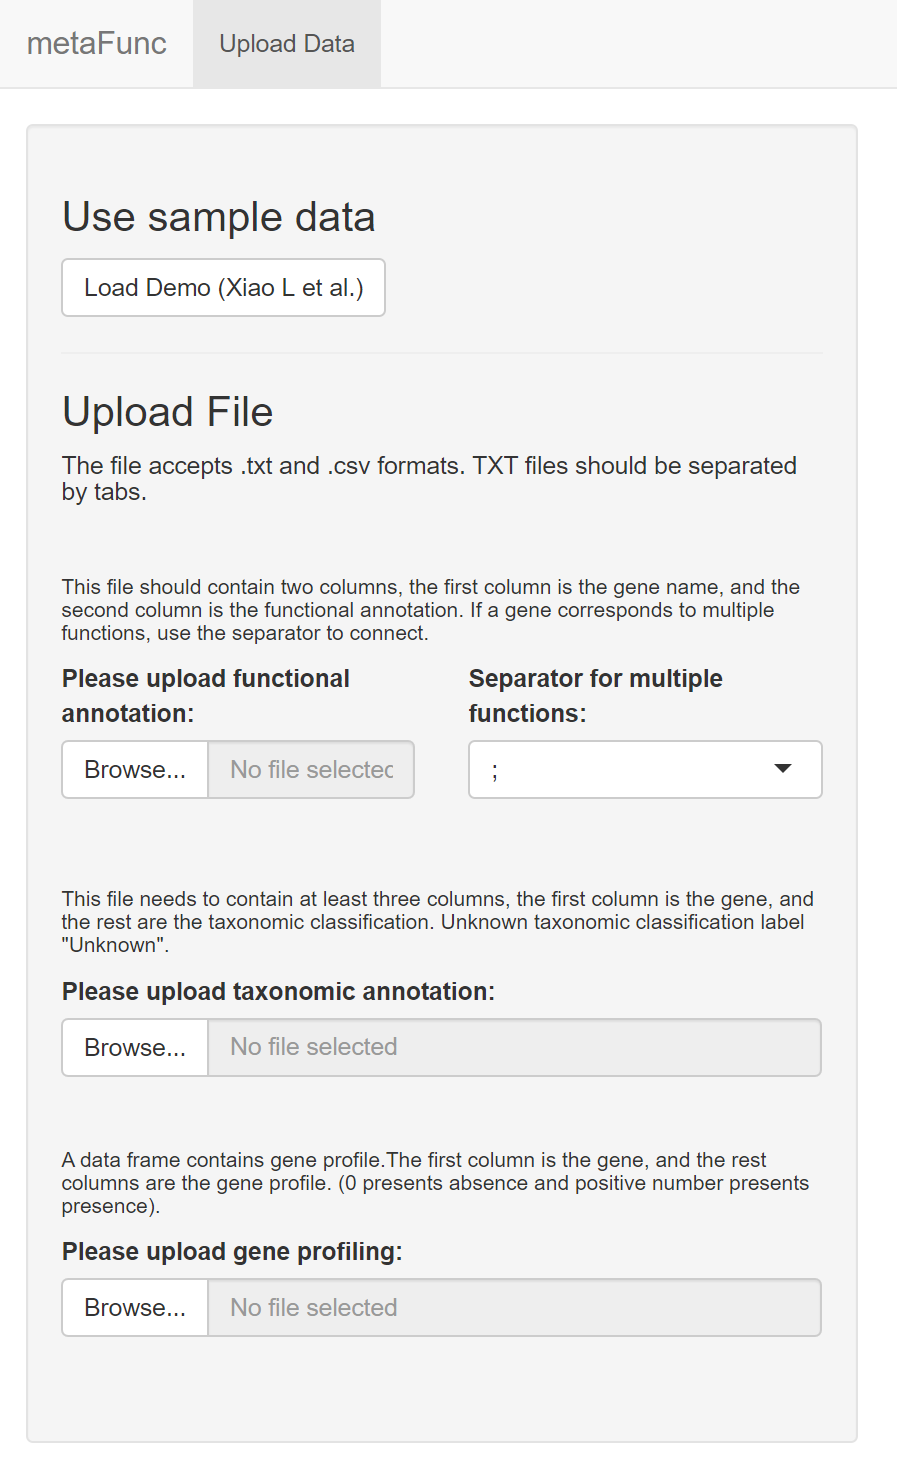 metaFunc
Upload Data
Use sample data
Load Demo (Xiao L et al.)
Upload File
The file accepts .txt and .csv formats. TXT files should be separated
by tabs.
This file should contain two columns, the first column is the gene name, and the
second column is the functional annotation. If a gene corresponds to multiple
functions, use the separator to connect.
Please upload functional
annotation:
Browse...
No file selected
Separator for multiple
functions:
;
This file needs to contain at least three columns, the first column is the gene, and
the rest are the taxonomic classification. Unknown taxonomic classification label
"Unknown".
Please upload taxonomic annotation:
Browse...
No file selected
A data frame contains gene profile.The first column is the gene, and the rest
columns are the gene profile. (0 presents absence and positive number presents
presence).
Please upload gene profiling:
Browse...
No file selected